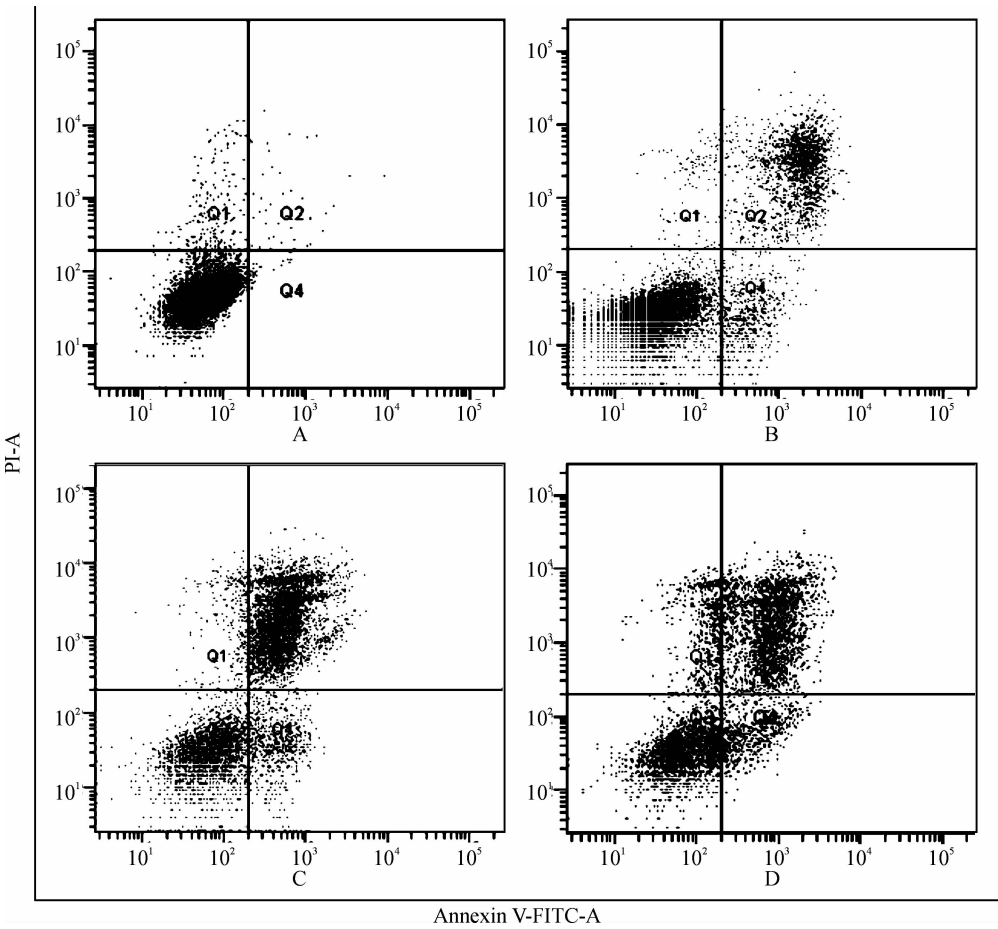 10⁵ 10⁵
10⁴ 10⁴
10³ 10³
Q1 Q2 Q1 Q2
10² 10²
Q4 Q4
10¹ 10¹
10¹ 10² 10³ 10⁴ 10⁵ 10¹ 10² 10³ 10⁴ 10⁵
A B
PI-A
10⁵ 10⁵
10⁴ 10⁴
10³ 10³
Q1 Q1
10² 10²
10¹ 10¹
10¹ 10² 10³ 10⁴ 10⁵ 10¹ 10² 10³ 10⁴ 10⁵
C D
Annexin V-FITC-A